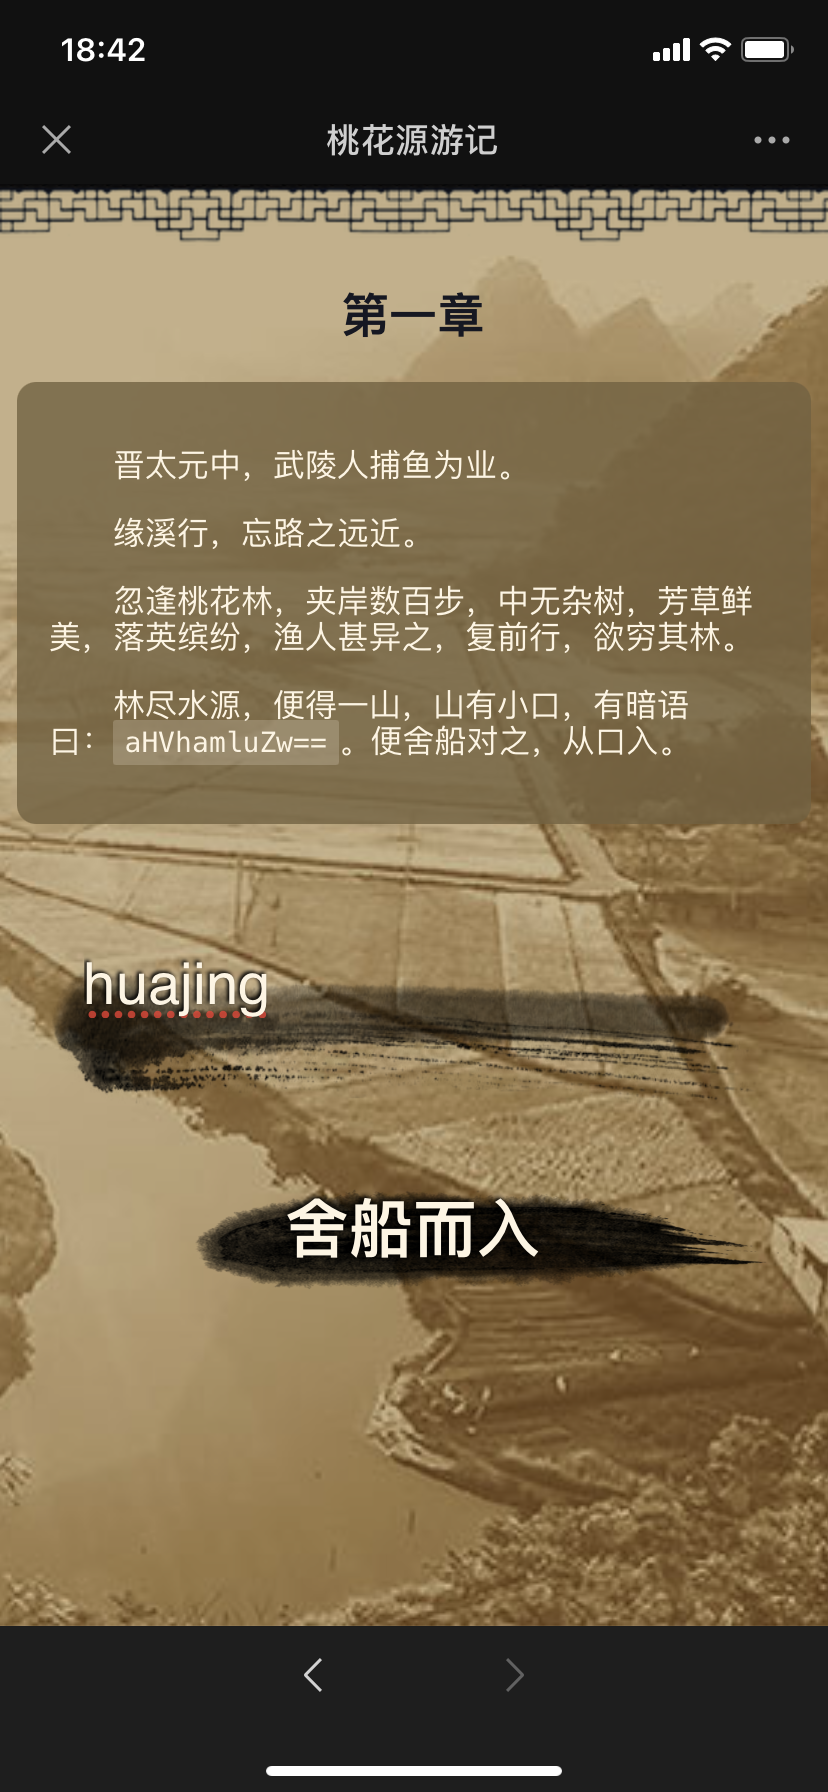 18:42
桃花源游记
第一章
晋太元中，武陵人捕鱼为业。
缘溪行，忘路之远近。
忽逢桃花林，夹岸数百步，中无杂树，芳草鲜
美，落英缤纷，渔人甚异之，复前行，欲穷其林。
林尽水源，便得一山，山有小口，有暗语
曰：aHVhamluZw==。便舍船对之，从口入。
huajing
舍船而入